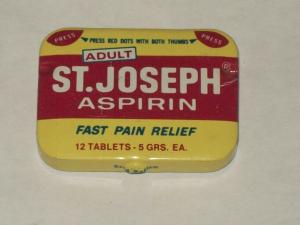 PRESS PRESS RED DOTS WITH BOTH THUMBS PRESS
ADULT
ST. JOSEPH®
ASPIRIN
FAST PAIN RELIEF
12 TABLETS - 5 GRS. EA.